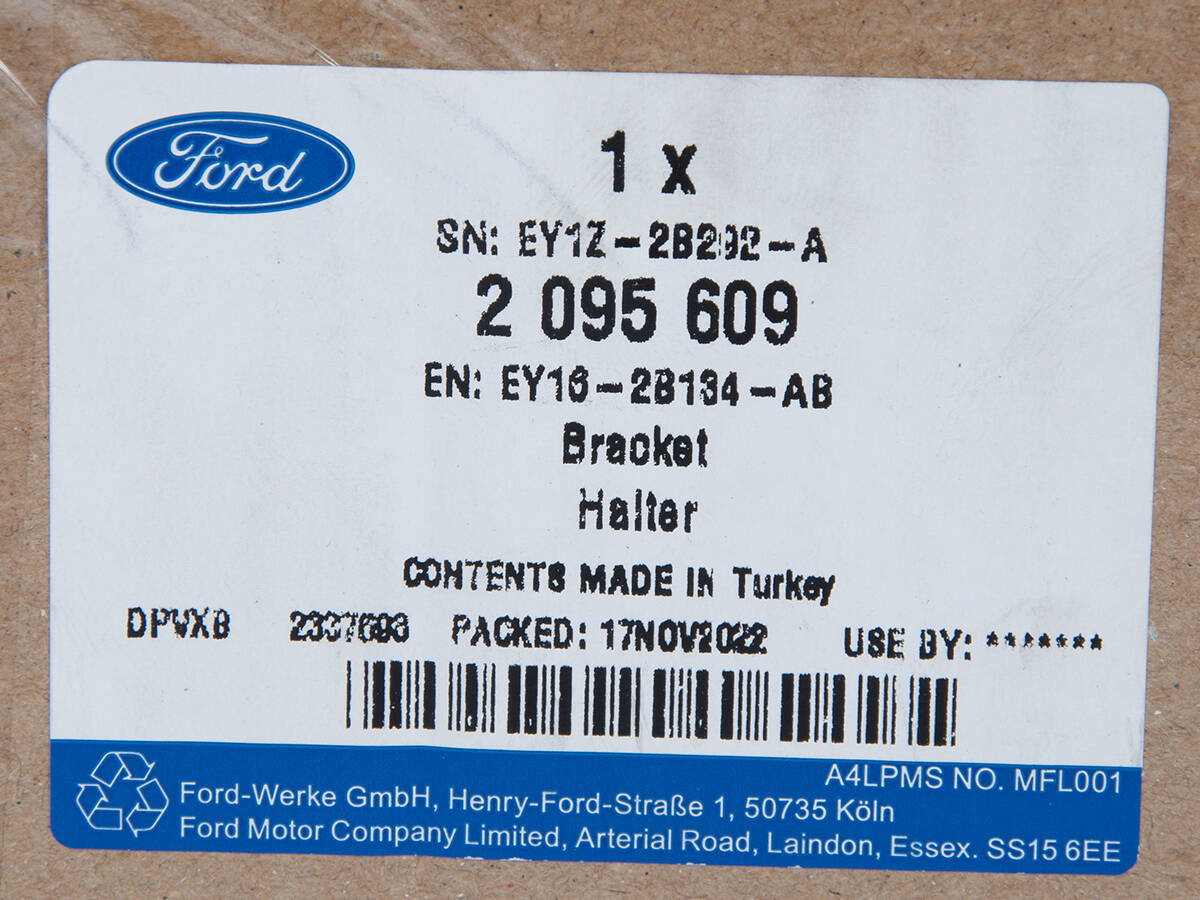 Ford
1 x
SN: EY1Z-2B292-A
2 095 609
EN: EY16-2B134-AB
Bracket
Halter
CONTENTS MADE IN Turkey
DPVXB PACKED: 17NOV2022 USE BY: *******
A4LPMS NO. MFL001
Ford-Werke GmbH, Henry-Ford-Straße 1, 50735 Köln
Ford Motor Company Limited, Arterial Road, Laindon, Essex. SS15 6EE